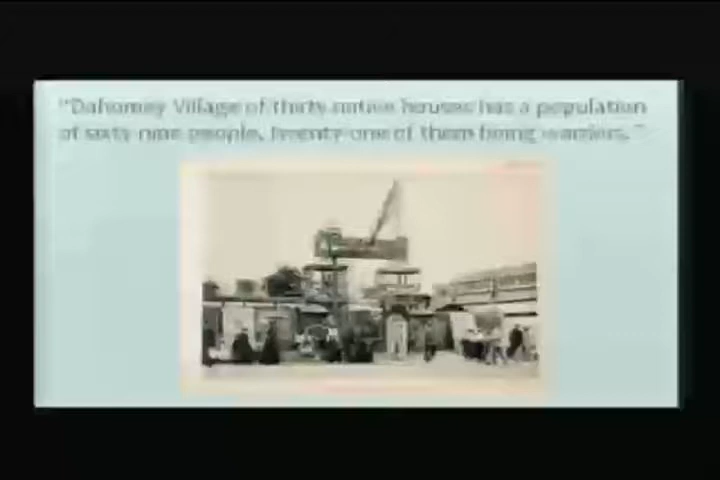 "Dahomey Village of thirty native houses has a population
of sixty-nine people, twenty-one of them being warriors."